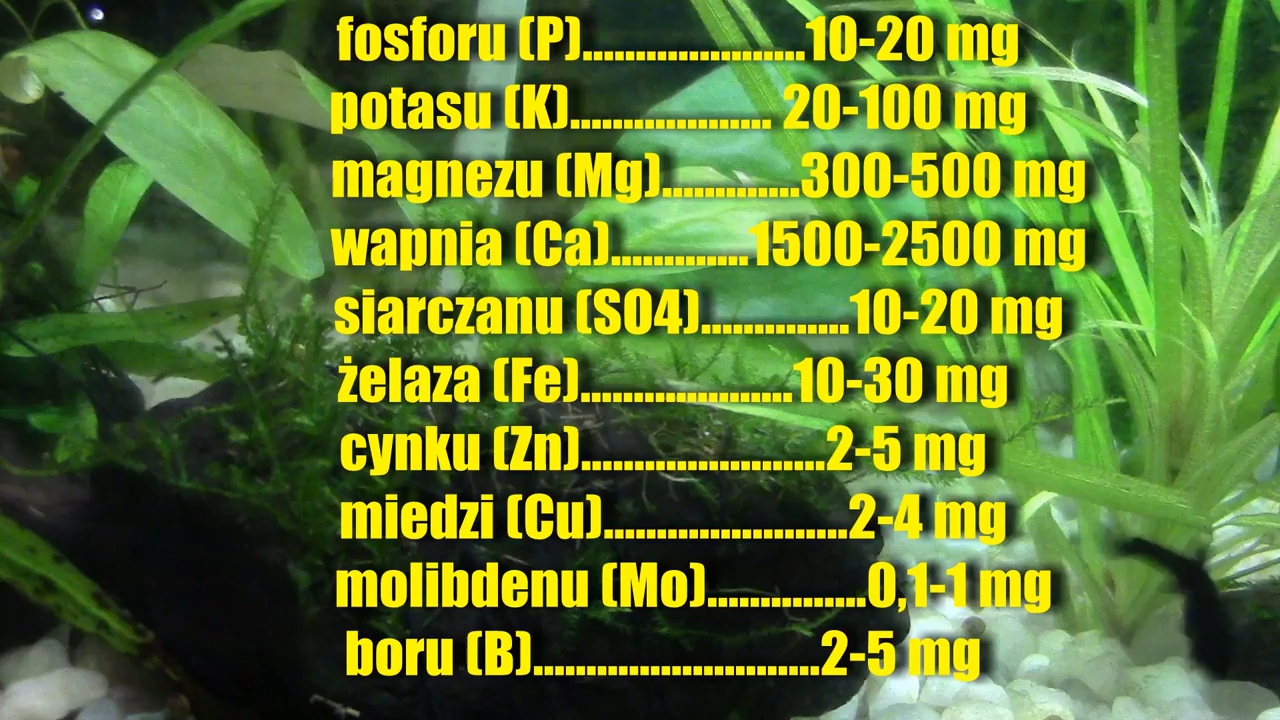 fosforu (P).....................10-20 mg
potasu (K)................... 20-100 mg
magnezu (Mg).............300-500 mg
wapnia (Ca).............1500-2500 mg
siarczanu (SO4)..............10-20 mg
żelaza (Fe)....................10-30 mg
cynku (Zn).......................2-5 mg
miedzi (Cu).......................2-4 mg
molibdenu (Mo)...............0,1-1 mg
boru (B)...........................2-5 mg